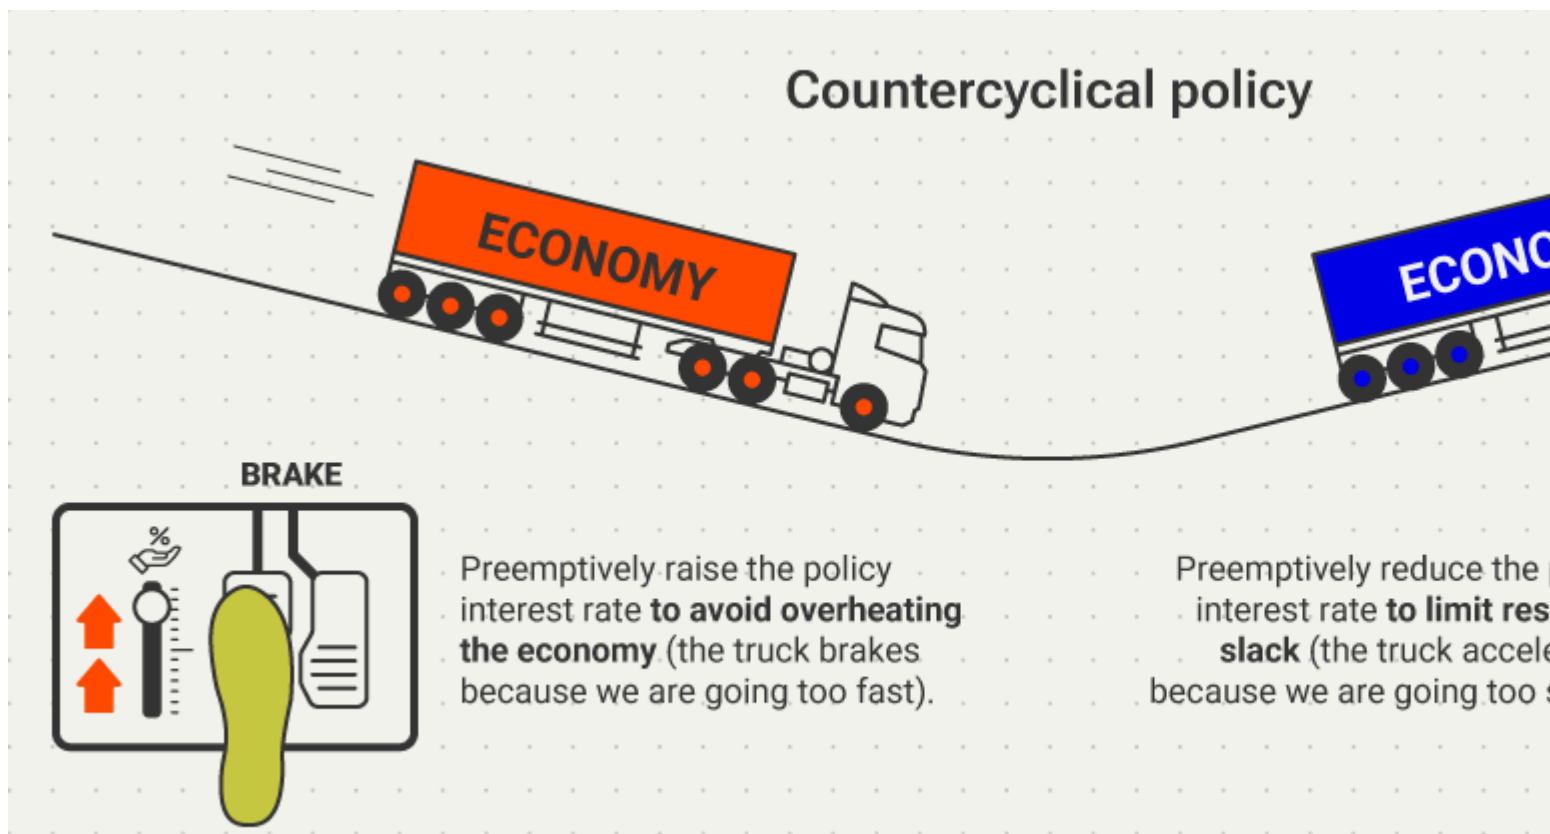 Countercyclical policy
ECONOMY
BRAKE
%
Preemptively raise the policy
interest rate to avoid overheating
the economy (the truck brakes
because we are going too fast).
Preemptively reduce the
interest rate to limit
slack (the truck
because we are going too